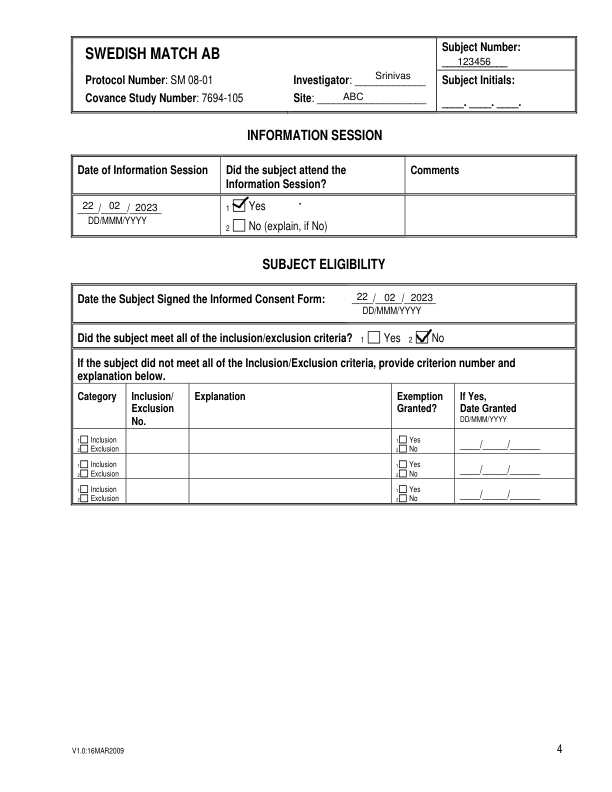 SWEDISH MATCH AB
Subject Number:
123456
Protocol Number: SM 08-01
Investigator: Srinivas
Subject Initials:
Covance Study Number: 7694-105
Site: ABC
___.___.___.
INFORMATION SESSION
Date of Information Session
Did the subject attend the
Information Session?
Comments
22 / 02 / 2023
DD/MMM/YYYY
1 Yes
2 No (explain, if No)
SUBJECT ELIGIBILITY
Date the Subject Signed the Informed Consent Form: 22 / 02 / 2023
DD/MMM/YYYY
Did the subject meet all of the inclusion/exclusion criteria? 1 Yes 2 No
If the subject did not meet all of the Inclusion/Exclusion criteria, provide criterion number and
explanation below.
Category
Inclusion/
Exclusion
No.
Explanation
Exemption
Granted?
If Yes,
Date Granted
DD/MMM/YYYY
1 Inclusion
2 Exclusion
1 Yes
2 No
___/___/___
1 Inclusion
2 Exclusion
1 Yes
2 No
___/___/___
1 Inclusion
2 Exclusion
1 Yes
2 No
___/___/___
V1.0:16MAR2009
4